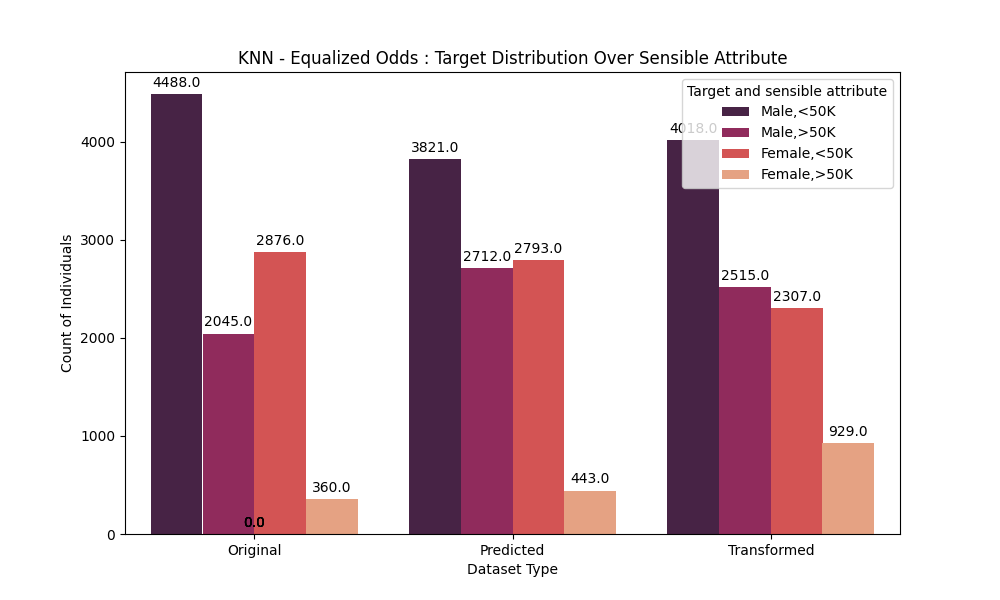 KNN - Equalized Odds : Target Distribution Over Sensible Attribute
Count of Individuals
4000
3000
2000
1000
0
4488.0
2045.0
2876.0
360.0
0.0
3821.0
2712.0
2793.0
443.0
4018.0
2515.0
2307.0
929.0
Target and sensible attribute
Male,<50K
Male,>50K
Female,<50K
Female,>50K
Original
Predicted
Transformed
Dataset Type